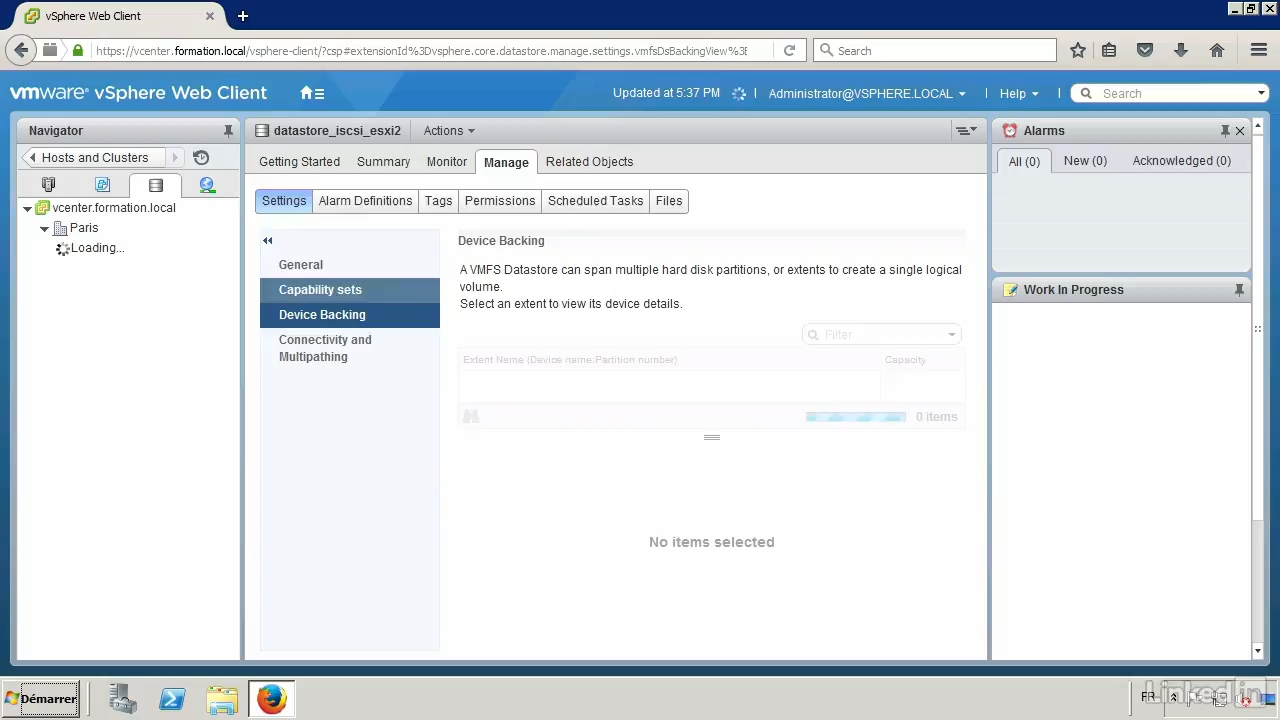 vSphere Web Client
https://vcenter.formation.local/vsphere-client/?csp#extensionId%3Dvsphere.core.datastore.manage.settings.vmfsDsBackingView%3E
Search
vmware® vSphere Web Client
Updated at 5:37 PM
Administrator@VSPHERE.LOCAL
Help
Search
Navigator
Hosts and Clusters
vcenter.formation.local
Paris
Loading...
datastore_iscsi_esxi2
Actions
Getting Started
Summary
Monitor
Manage
Related Objects
Settings
Alarm Definitions
Tags
Permissions
Scheduled Tasks
Files
General
Capability sets
Device Backing
Connectivity and
Multipathing
Device Backing
A VMFS Datastore can span multiple hard disk partitions, or extents to create a single logical
volume.
Select an extent to view its device details.
Filter
Extent Name (Device name:Partition number)
Capacity
0 items
No items selected
Alarms
All (0)
New (0)
Acknowledged (0)
Work In Progress
Démarrer
FR
LinkedIn